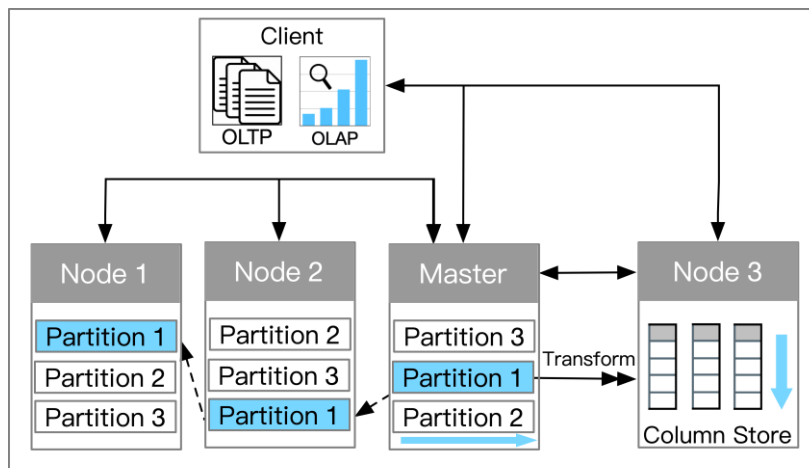 Client
OLTP
OLAP
Node 1
Partition 1
Partition 2
Partition 3
Node 2
Partition 2
Partition 3
Partition 1
Master
Partition 3
Partition 1
Partition 2
Transform
Node 3
Column Store